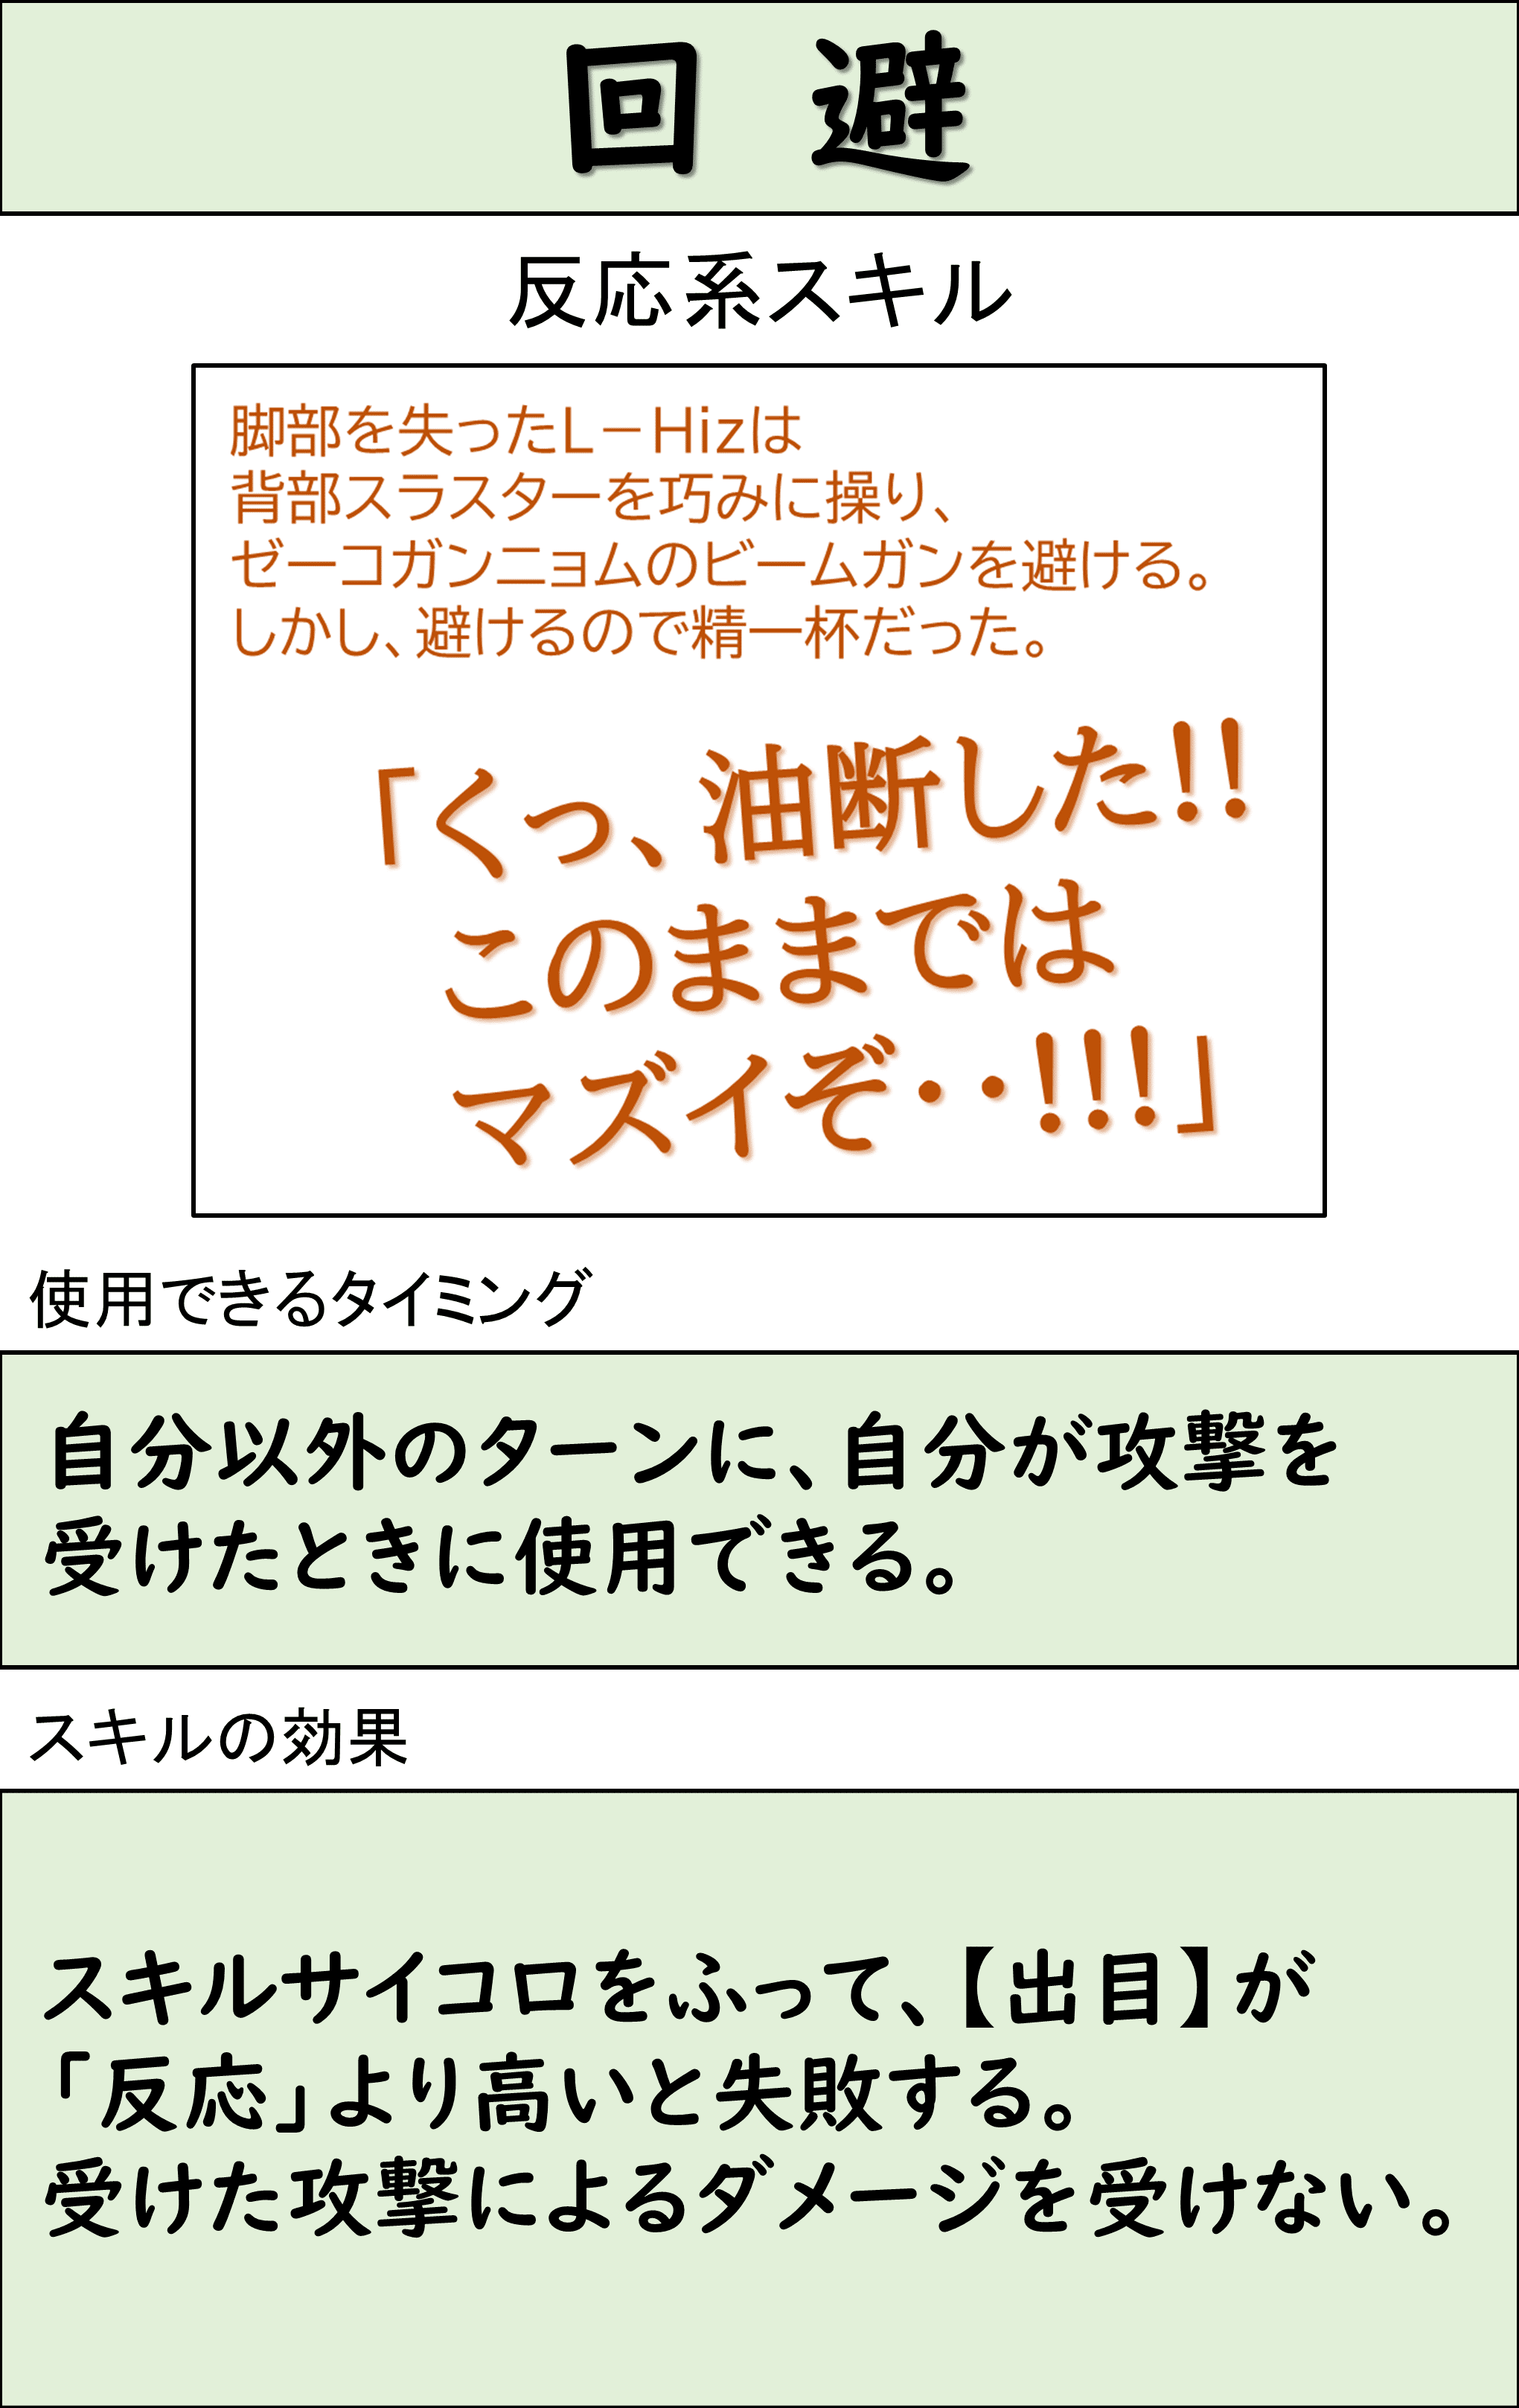 回避
反応系スキル
脚部を失ったL－Hizは
背部スラスターを巧みに操り、
ゼーコガンニョムのビームガンを避ける。
しかし、避けるので精一杯だった。
「くっ、油断した!!
このままでは
マズイぞ・・!!!」
使用できるタイミング
自分以外のターンに、自分が攻撃を
受けたときに使用できる。
スキルの効果
スキルサイコロをふって、【出目】が
「反応」より高いと失敗する。
受けた攻撃によるダメージを受けない。